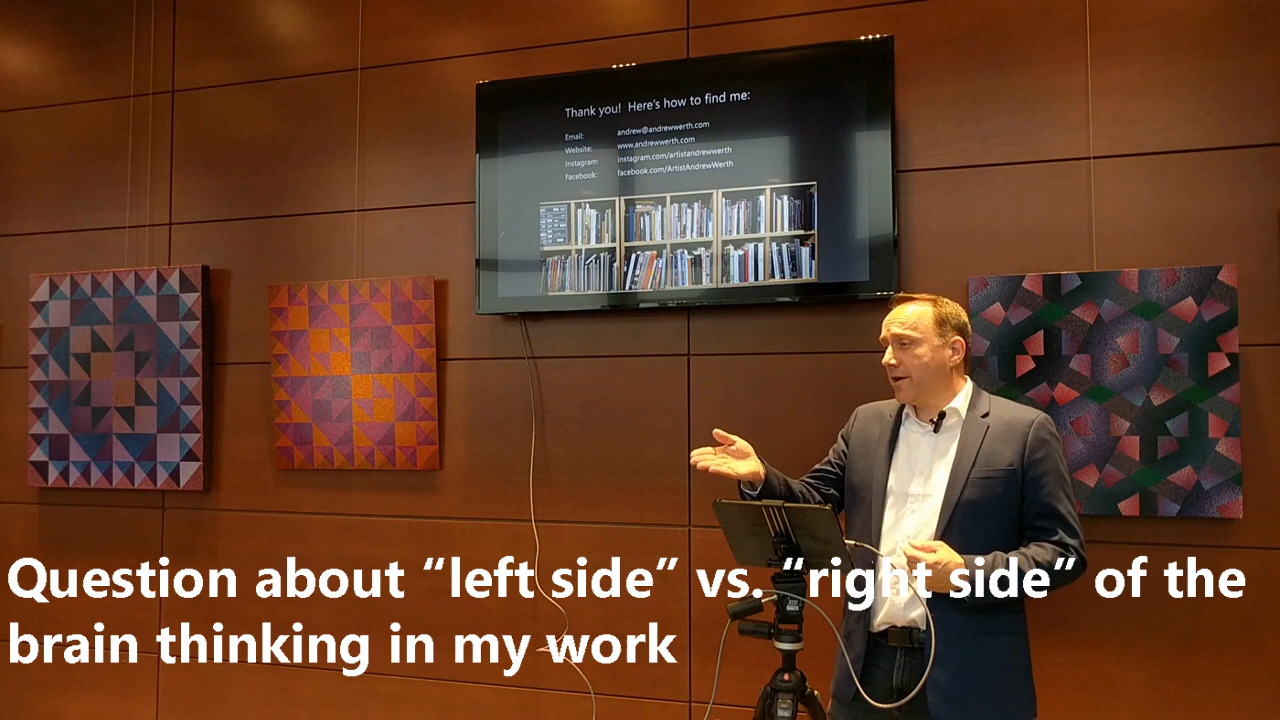 Thank you! Here's how to find me:
Email: andrew@andrewwerth.com
Website: www.andrewwerth.com
Instagram: instagram.com/artistandrewwerth
Facebook: facebook.com/ArtistAndrewWerth
Question about “left side” vs. “right side” of the
brain thinking in my work